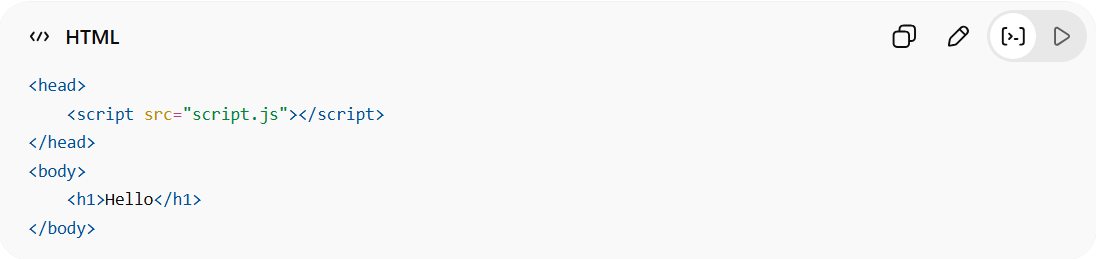 HTML
<head>
    <script src="script.js"></script>
</head>
<body>
    <h1>Hello</h1>
</body>